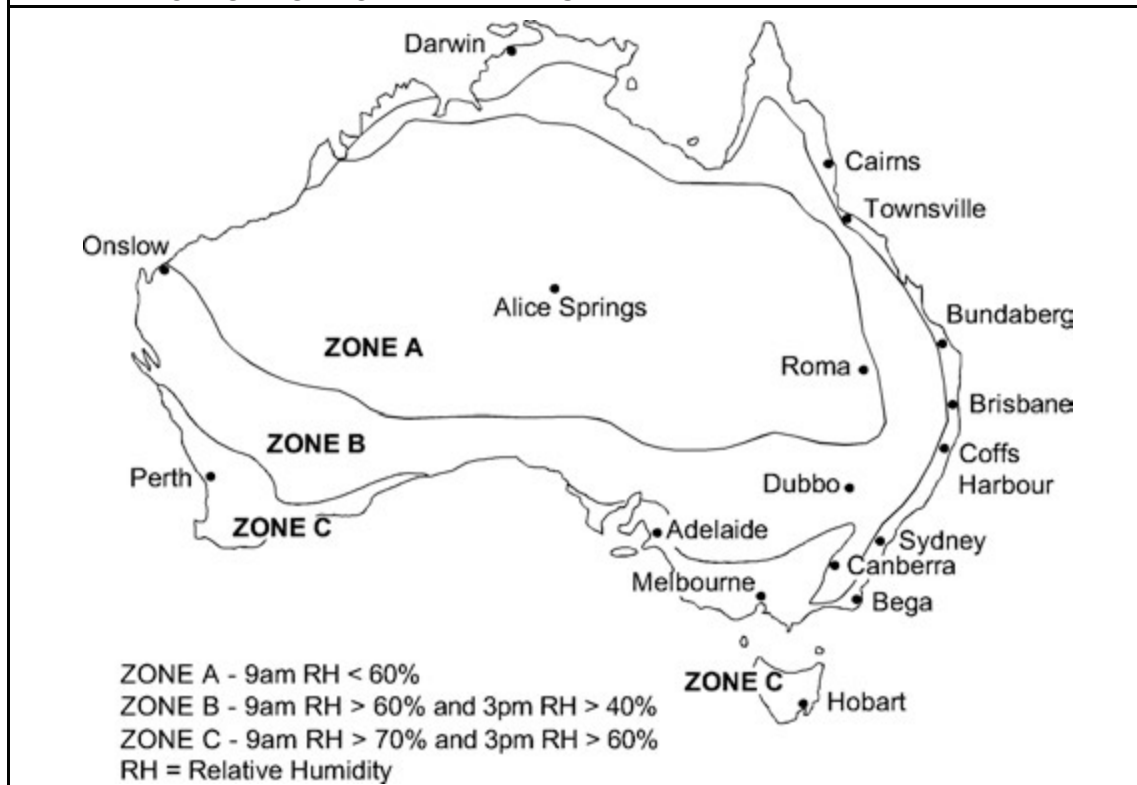 Darwin
Cairns
Townsville
Onslow
Alice Springs
Bundaberg
ZONE A
Roma
Brisbane
ZONE B
Coffs
Harbour
Perth
Dubbo
ZONE C
Adelaide
Sydney
Canberra
Melbourne
Bega
ZONE C
Hobart
ZONE A - 9am RH < 60%
ZONE B - 9am RH > 60% and 3pm RH > 40%
ZONE C - 9am RH > 70% and 3pm RH > 60%
RH = Relative Humidity